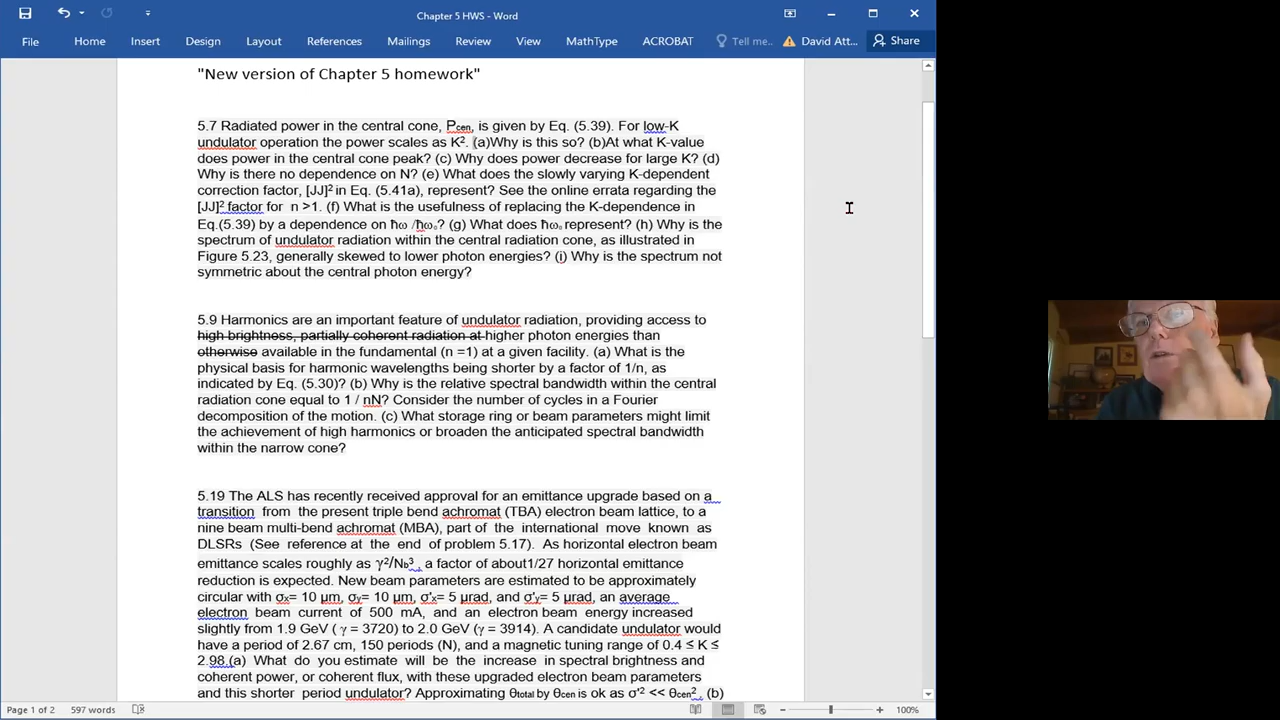 Chapter 5 HWS - Word
File Home Insert Design Layout References Mailings Review View MathType ACROBAT Tell me... David Att... Share
"New version of Chapter 5 homework"
5.7 Radiated power in the central cone, Pcen, is given by Eq. (5.39). For low-K
undulator operation the power scales as K². (a)Why is this so? (b)At what K-value
does power in the central cone peak? (c) Why does power decrease for large K? (d)
Why is there no dependence on N? (e) What does the slowly varying K-dependent
correction factor, [JJ]² in Eq. (5.41a), represent? See the online errata regarding the
[JJ]² factor for n >1. (f) What is the usefulness of replacing the K-dependence in
Eq.(5.39) by a dependence on ħω /ħω₀? (g) What does ħω₀ represent? (h) Why is the
spectrum of undulator radiation within the central radiation cone, as illustrated in
Figure 5.23, generally skewed to lower photon energies? (i) Why is the spectrum not
symmetric about the central photon energy?
5.9 Harmonics are an important feature of undulator radiation, providing access to
high brightness, partially coherent radiation at higher photon energies than
otherwise available in the fundamental (n =1) at a given facility. (a) What is the
physical basis for harmonic wavelengths being shorter by a factor of 1/n, as
indicated by Eq. (5.30)? (b) Why is the relative spectral bandwidth within the central
radiation cone equal to 1 / nN? Consider the number of cycles in a Fourier
decomposition of the motion. (c) What storage ring or beam parameters might limit
the achievement of high harmonics or broaden the anticipated spectral bandwidth
within the narrow cone?
5.19 The ALS has recently received approval for an emittance upgrade based on a
transition from the present triple bend achromat (TBA) electron beam lattice, to a
nine beam multi-bend achromat (MBA), part of the international move known as
DLSRs (See reference at the end of problem 5.17). As horizontal electron beam
emittance scales roughly as γ²/Nb³ , a factor of about1/27 horizontal emittance
reduction is expected. New beam parameters are estimated to be approximately
circular with σx= 10 μm, σy= 10 μm, σ'x= 5 μrad, and σ'y= 5 μrad, an average
electron beam current of 500 mA, and an electron beam energy increased
slightly from 1.9 GeV ( γ = 3720) to 2.0 GeV (γ = 3914). A candidate undulator would
have a period of 2.67 cm, 150 periods (N), and a magnetic tuning range of 0.4 ≤ K ≤
2.98.(a) What do you estimate will be the increase in spectral brightness and
coherent power, or coherent flux, with these upgraded electron beam parameters
and this shorter period undulator? Approximating θtotal by θcen is ok as σ'² << θcen² . (b)
Page 1 of 2 597 words 100%